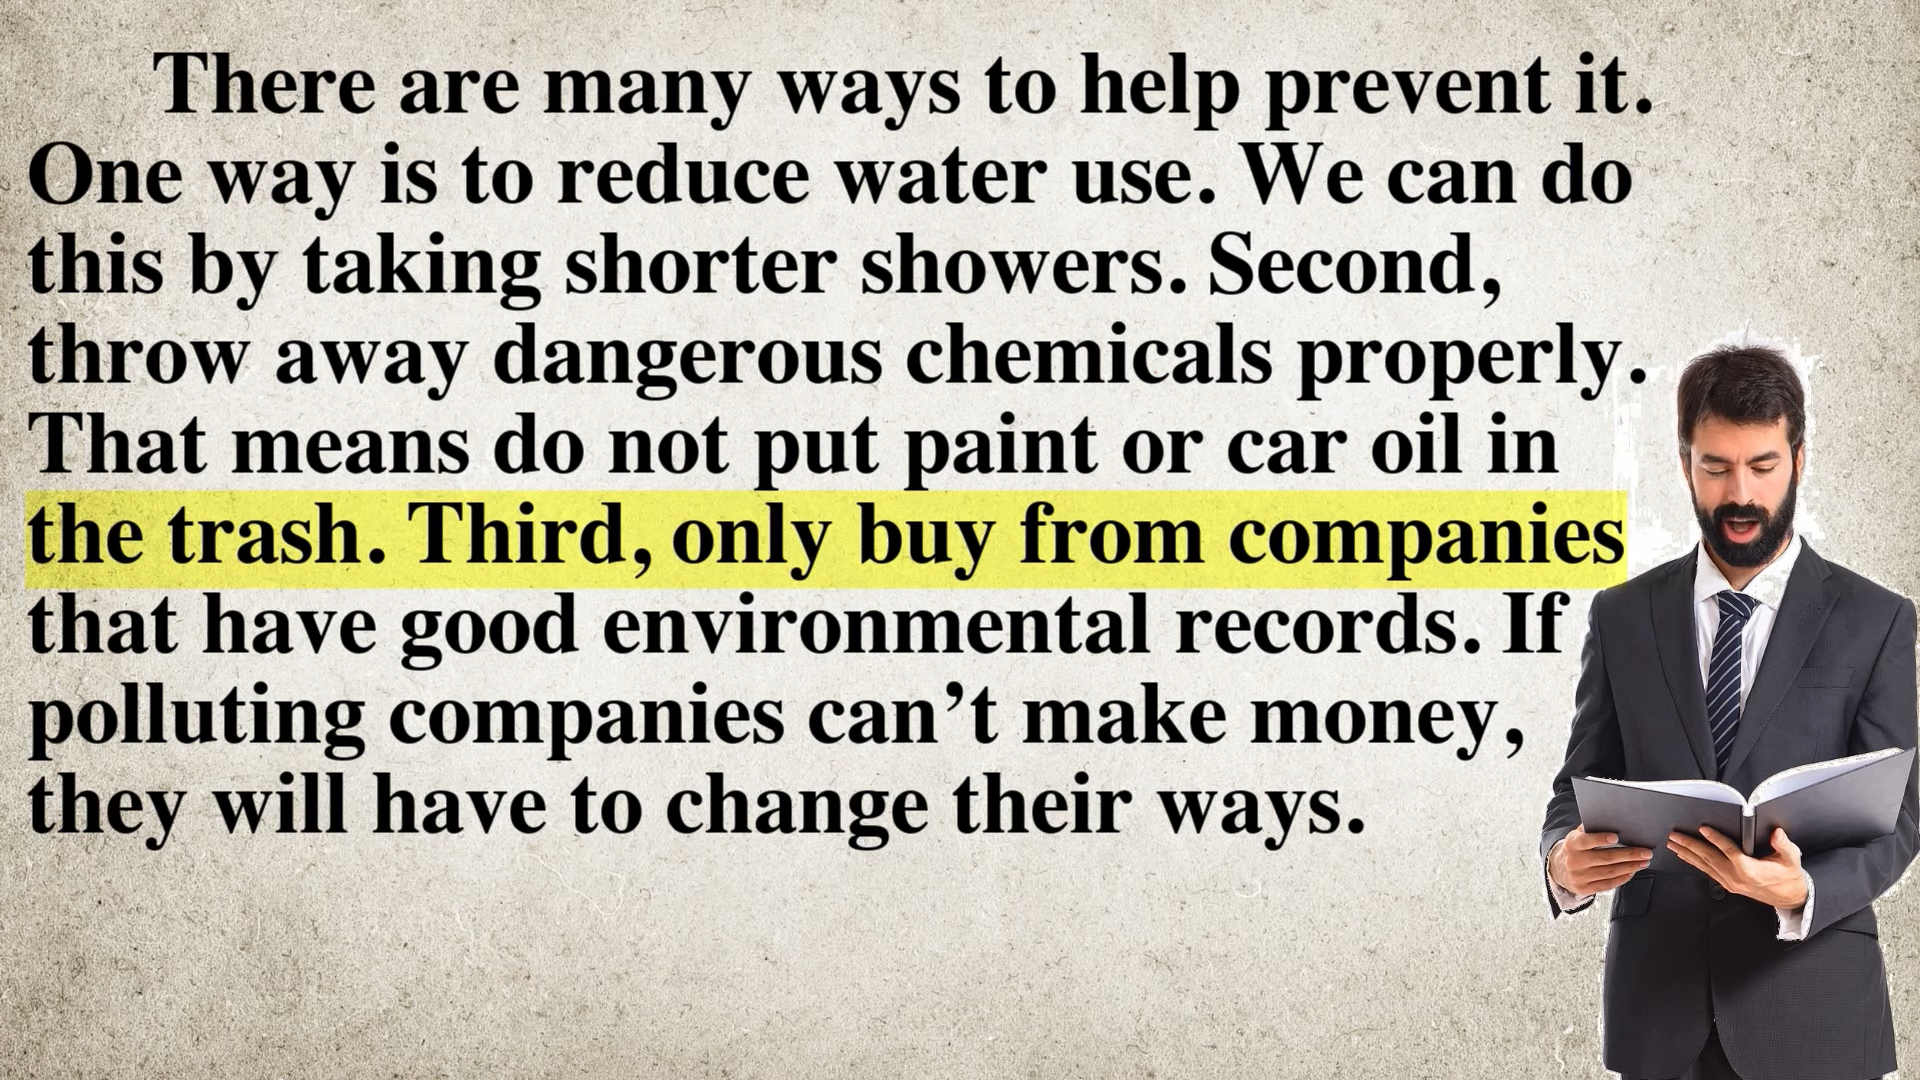 There are many ways to help prevent it.
One way is to reduce water use. We can do
this by taking shorter showers. Second,
throw away dangerous chemicals properly.
That means do not put paint or car oil in
the trash. Third, only buy from companies
that have good environmental records. If
polluting companies can’t make money,
they will have to change their ways.